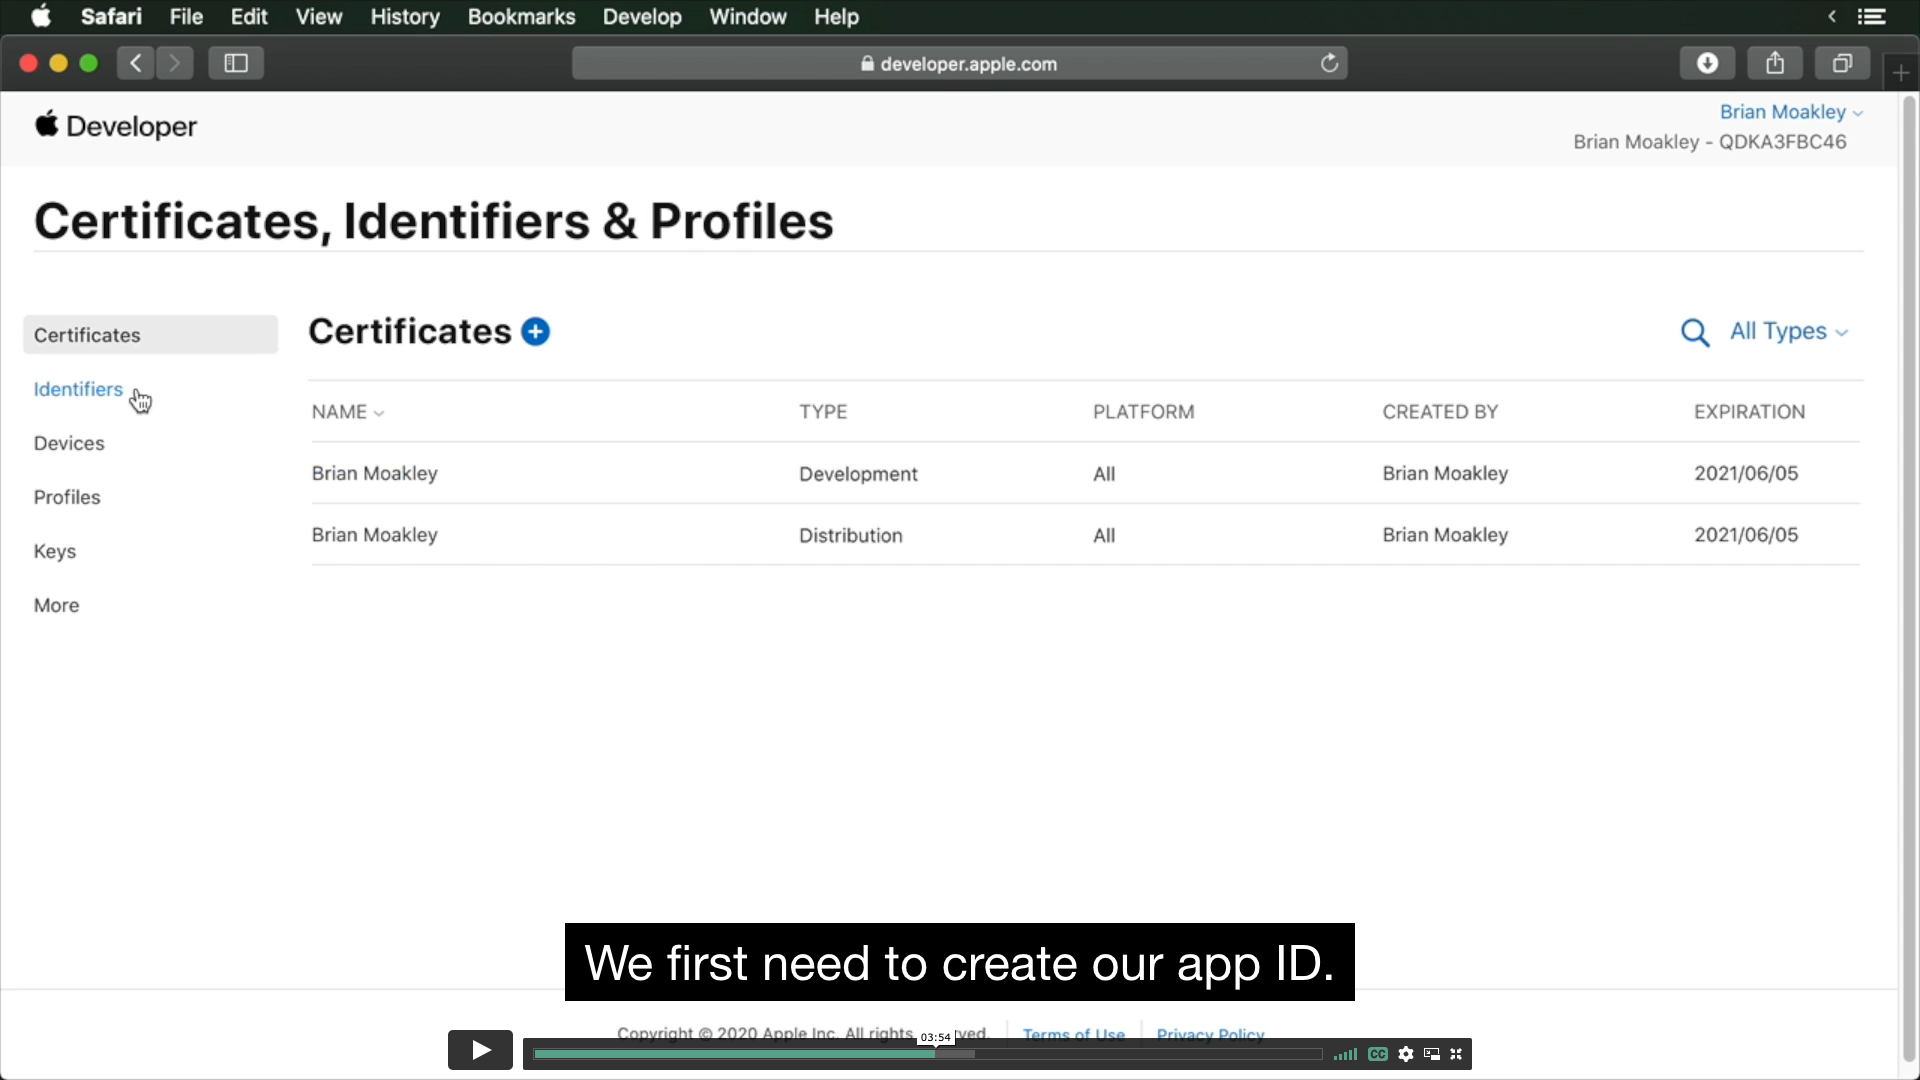 Safari File Edit View History Bookmarks Develop Window Help
developer.apple.com
Developer
Brian Moakley
Brian Moakley - QDKA3FBC46
Certificates, Identifiers & Profiles
Certificates
Identifiers
Devices
Profiles
Keys
More
Certificates
All Types
NAME TYPE PLATFORM CREATED BY EXPIRATION
Brian Moakley Development All Brian Moakley 2021/06/05
Brian Moakley Distribution All Brian Moakley 2021/06/05
We first need to create our app ID.
Copyright © 2020 Apple Inc. All rights
Terms of Use Privacy Policy
03:54
CC